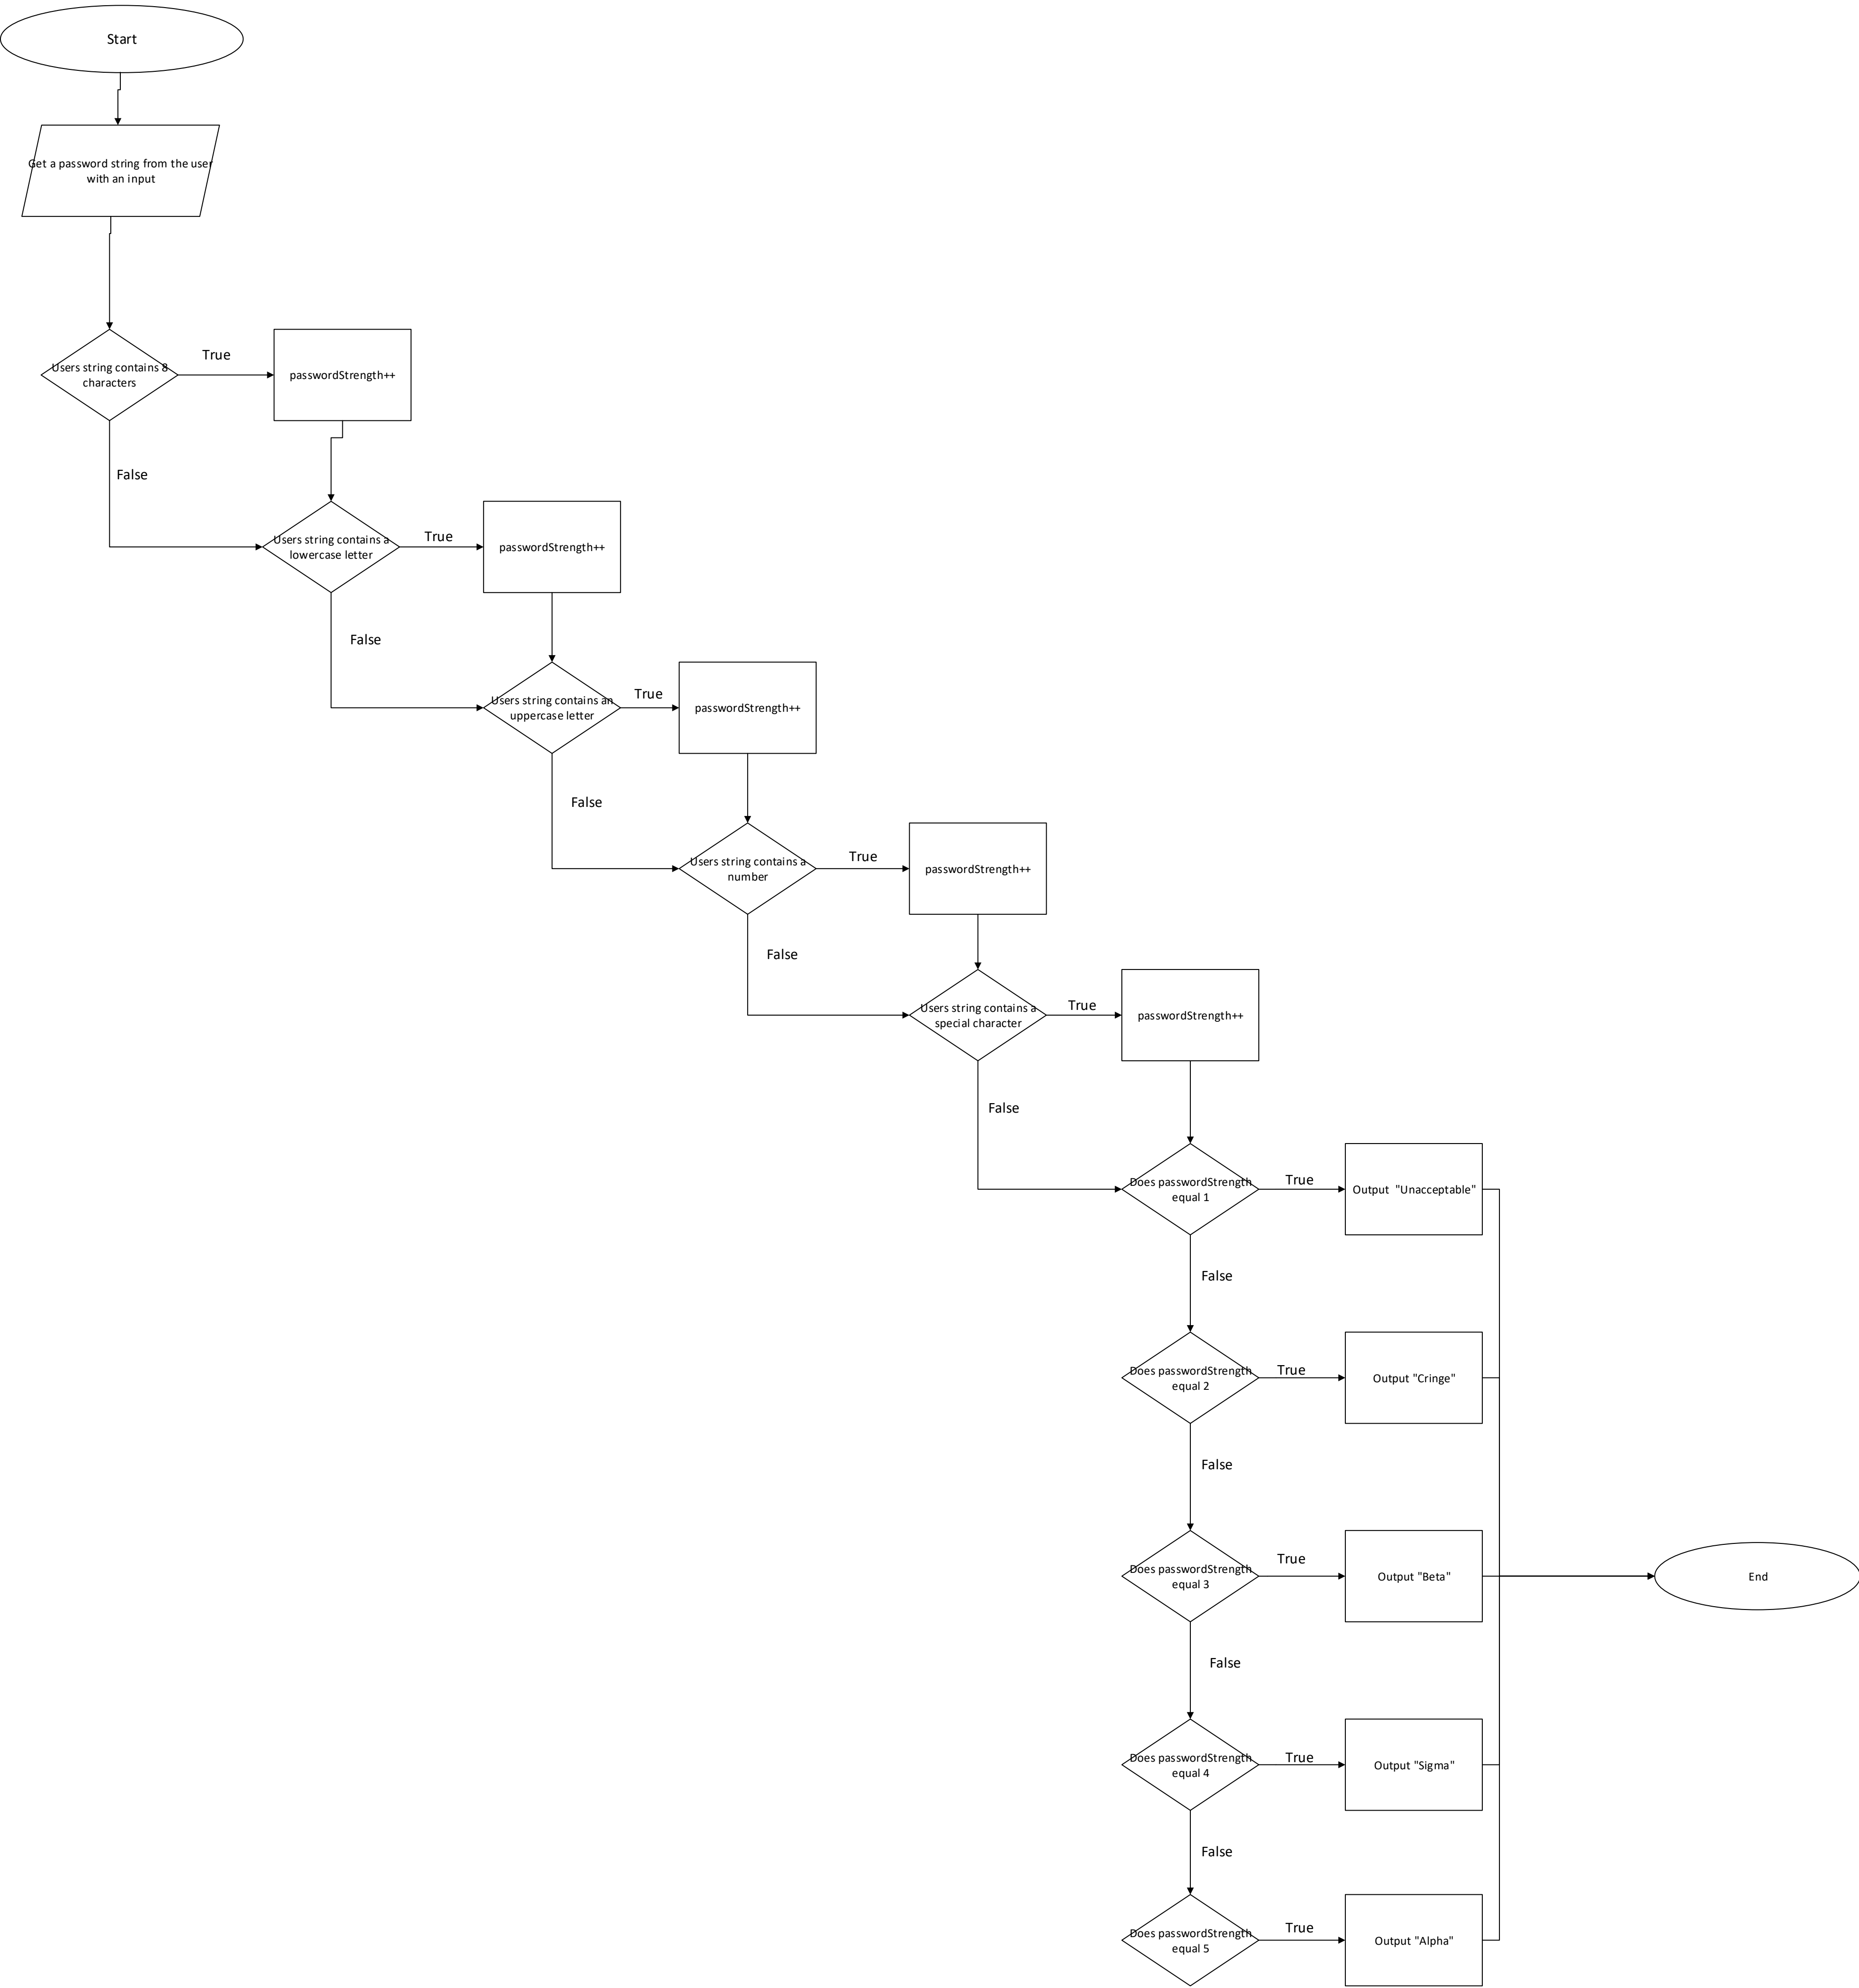 Start
Get a password string from the user
with an input
Users string contains 8
characters
True
passwordStrength++
False
Users string contains a
lowercase letter
True
passwordStrength++
False
Users string contains an
uppercase letter
True
passwordStrength++
False
Users string contains a
number
True
passwordStrength++
False
Users string contains a
special character
True
passwordStrength++
False
Does passwordStrength
equal 1
True
Output  "Unacceptable"
False
Does passwordStrength
equal 2
True
Output "Cringe"
False
Does passwordStrength
equal 3
True
Output "Beta"
End
False
Does passwordStrength
equal 4
True
Output "Sigma"
False
Does passwordStrength
equal 5
True
Output "Alpha"